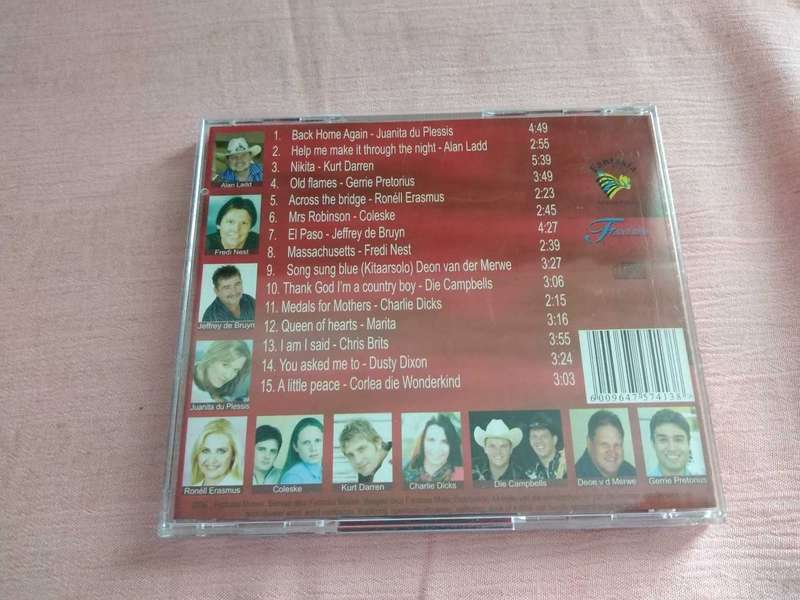 1. Back Home Again - Juanita du Plessis 4:49
2. Help me make it through the night - Alan Ladd 2:55
3. Nikita - Kurt Darren 5:39
4. Old flames - Gerrie Pretorius 3:49
5. Across the bridge - Ronéll Erasmus 2:23
6. Mrs Robinson - Coleske 2:45
7. El Paso - Jeffrey de Bruyn 4:27
8. Massachusetts - Fredi Nest 2:39
9. Song sung blue (Kitaarsolo) Deon van der Merwe 3:27
10. Thank God I'm a country boy - Die Campbells 3:06
11. Medals for Mothers - Charlie Dicks 2:15
12. Queen of hearts - Marita 3:16
13. I am I said - Chris Brits 3:55
14. You asked me to - Dusty Dixon 3:24
15. A little peace - Corlea die Wonderkind 3:03
Alan Ladd
Fredi Nest
Jeffrey de Bruyn
Juanita du Plessis
Fantasia
6009647574138
Ronéll Erasmus
Coleske
Kurt Darren
Charlie Dicks
Die Campbells
Deon v d Merwe
Gerrie Pretorius